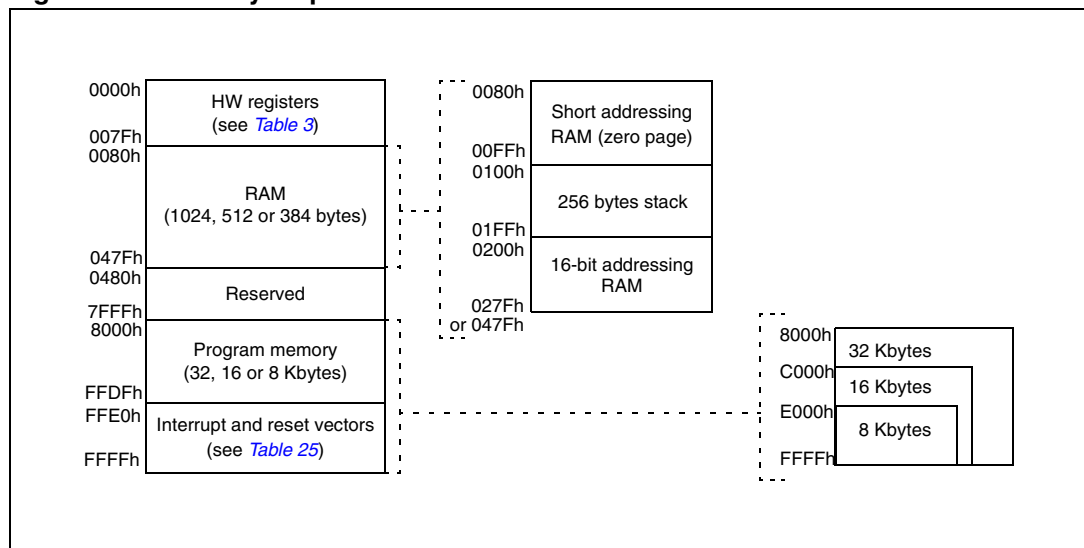 0000h
HW registers
(see Table 3)
007Fh
0080h
RAM
(1024, 512 or 384 bytes)
047Fh
0480h
Reserved
7FFFh
8000h
Program memory
(32, 16 or 8 Kbytes)
FFDFh
FFE0h
Interrupt and reset vectors
(see Table 25)
FFFFh
0080h
Short addressing
RAM (zero page)
00FFh
0100h
256 bytes stack
01FFh
0200h
16-bit addressing
RAM
027Fh
or 047Fh
8000h
32 Kbytes
C000h
16 Kbytes
E000h
8 Kbytes
FFFFh